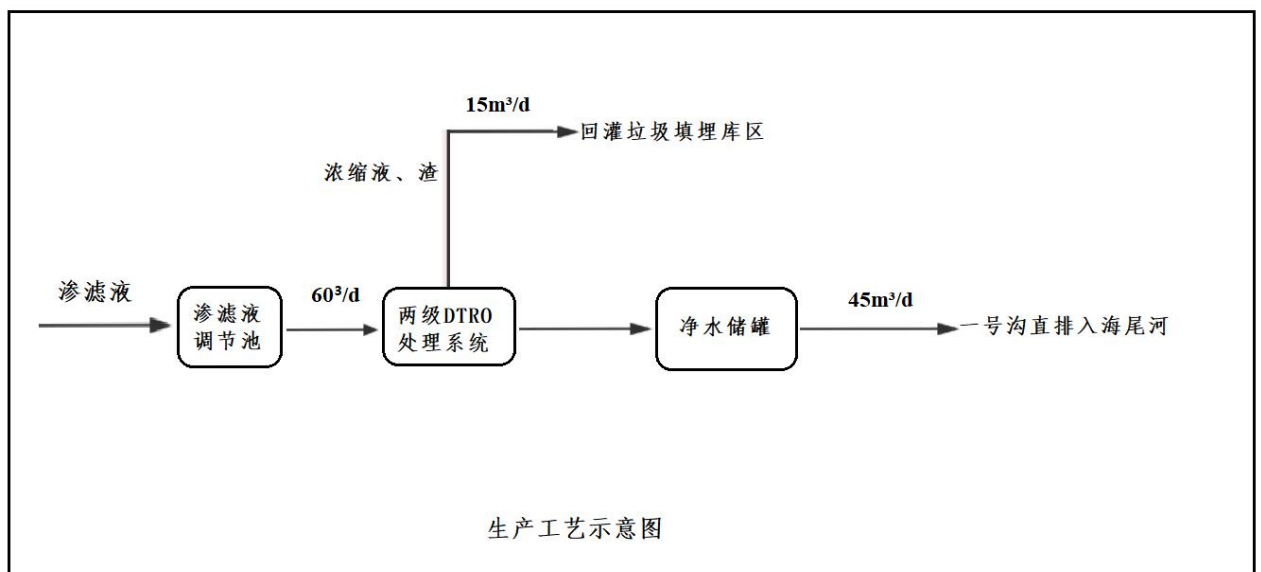 15m³/d
回灌垃圾填埋库区
浓缩液、渣
渗滤液
渗滤液
调节池
60³/d
两级DTRO
处理系统
净水储罐
45m³/d
一号沟直排入海尾河
生产工艺示意图